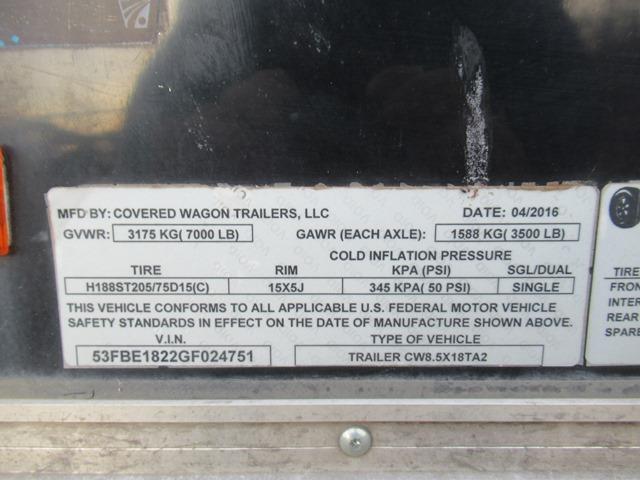 MFD BY: COVERED WAGON TRAILERS, LLC DATE: 04/2016
GVWR: 3175 KG( 7000 LB) GAWR (EACH AXLE): 1588 KG( 3500 LB)
COLD INFLATION PRESSURE
TIRE RIM KPA (PSI) SGL/DUAL
H188ST205/75D15(C) 15X5J 345 KPA( 50 PSI) SINGLE
THIS VEHICLE CONFORMS TO ALL APPLICABLE U.S. FEDERAL MOTOR VEHICLE
SAFETY STANDARDS IN EFFECT ON THE DATE OF MANUFACTURE SHOWN ABOVE.
V.I.N. TYPE OF VEHICLE
53FBE1822GF024751 TRAILER CW8.5X18TA2
TIRE
FRON
INTER
REAR
SPAR